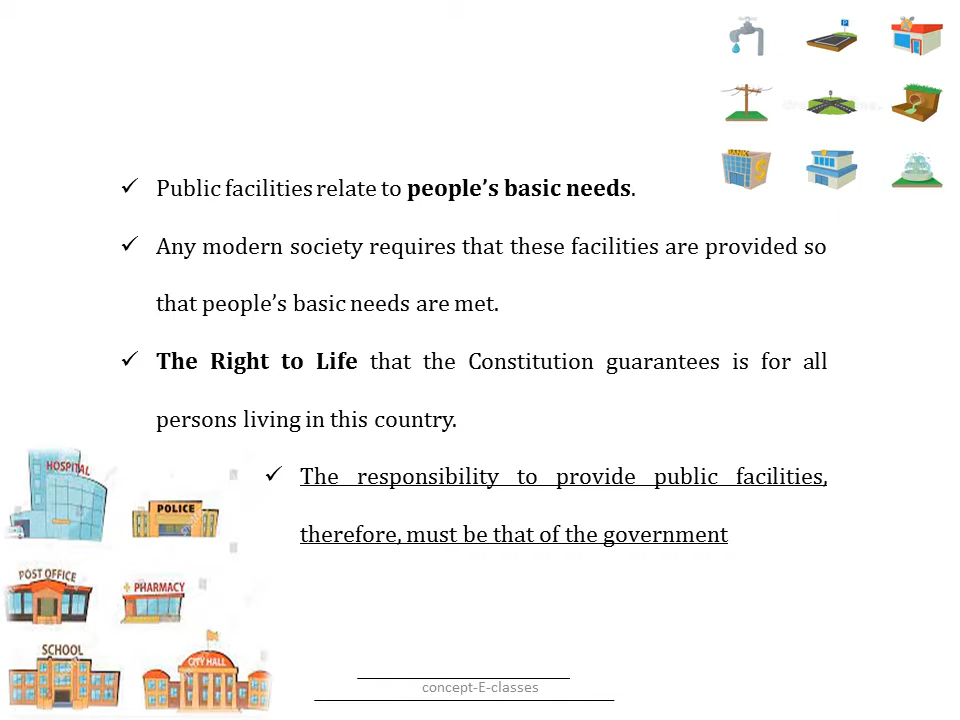 ✓ Public facilities relate to people’s basic needs.
✓ Any modern society requires that these facilities are provided so
that people’s basic needs are met.
✓ The Right to Life that the Constitution guarantees is for all
persons living in this country.
✓ The responsibility to provide public facilities,
therefore, must be that of the government
HOSPITAL
POLICE
POST OFFICE
PHARMACY
SCHOOL
CITY HALL
BANK
P
concept-E-classes